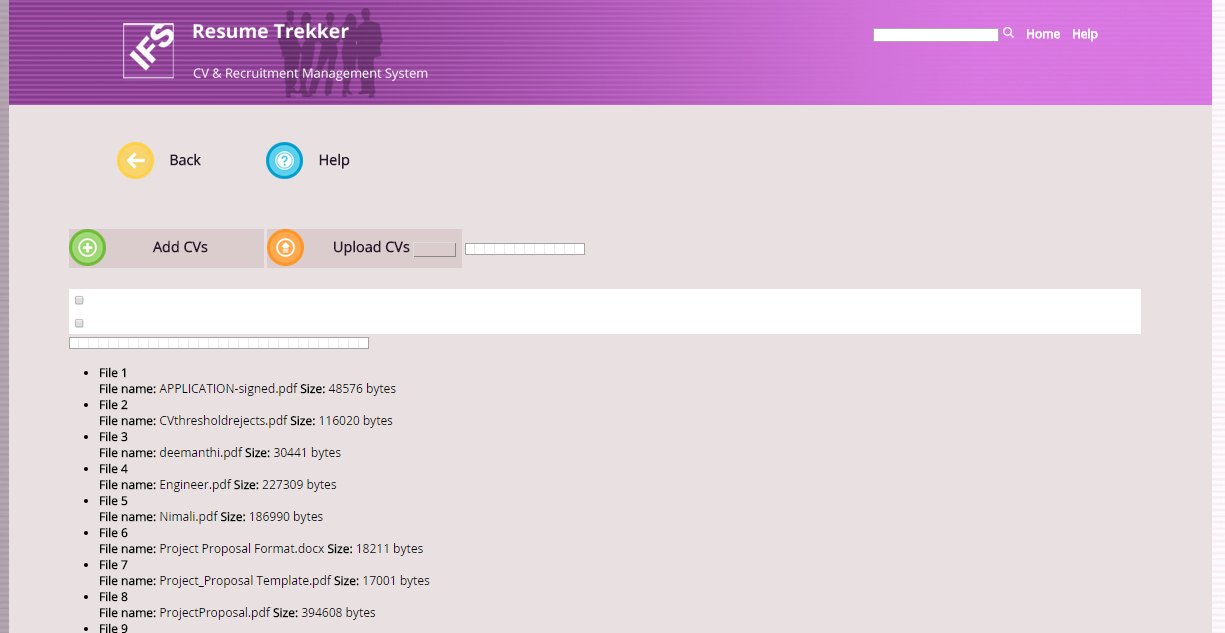 IFS
Resume Trekker
CV & Recruitment Management System
Home Help
Back Help
Add CVs Upload CVs
File 1
File name: APPLICATION-signed.pdf Size: 48576 bytes
File 2
File name: CVthresholdrejects.pdf Size: 116020 bytes
File 3
File name: deemanthi.pdf Size: 30441 bytes
File 4
File name: Engineer.pdf Size: 227309 bytes
File 5
File name: Nimali.pdf Size: 186990 bytes
File 6
File name: Project Proposal Format.docx Size: 18211 bytes
File 7
File name: Project_Proposal Template.pdf Size: 17001 bytes
File 8
File name: ProjectProposal.pdf Size: 394608 bytes
File 9